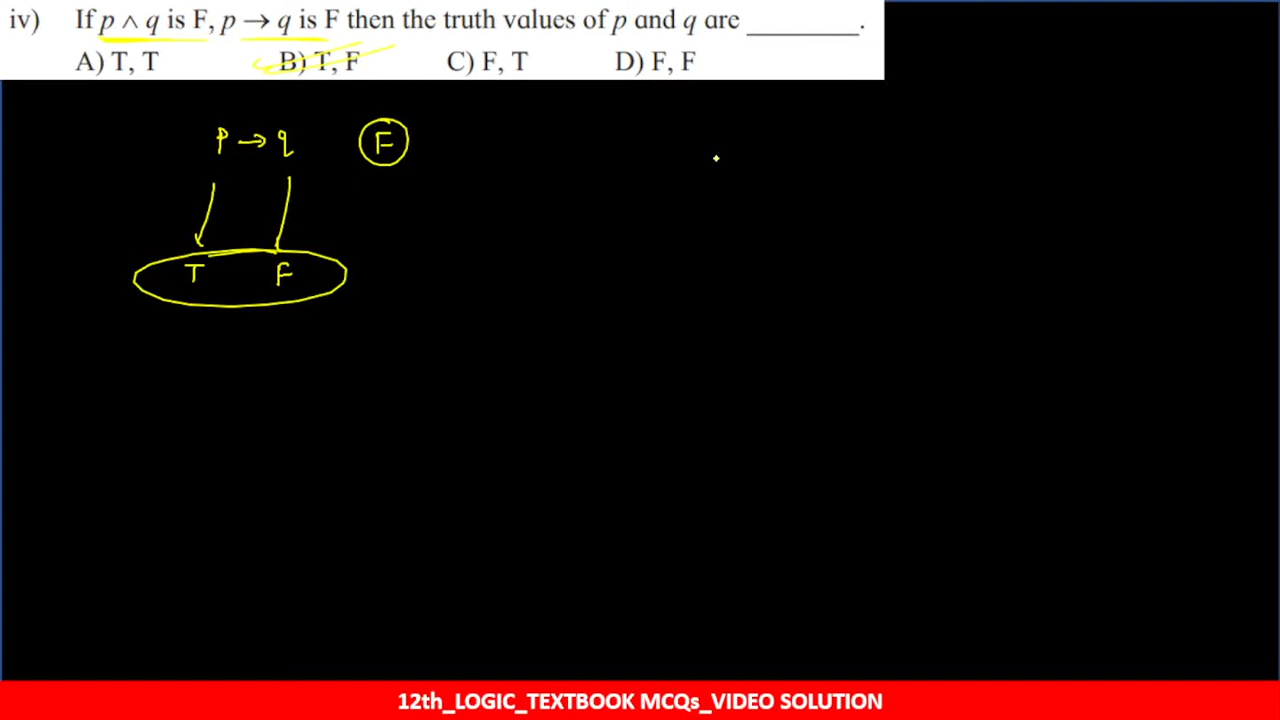 iv) If p ∧ q is F, p → q is F then the truth values of p and q are ________.
A) T, T B) T, F C) F, T D) F, F
p → q F
T F
12th_LOGIC_TEXTBOOK MCQs_VIDEO SOLUTION